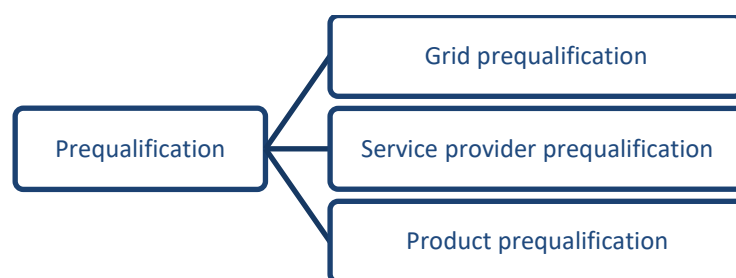 Grid prequalification
Prequalification
Service provider prequalification
Product prequalification